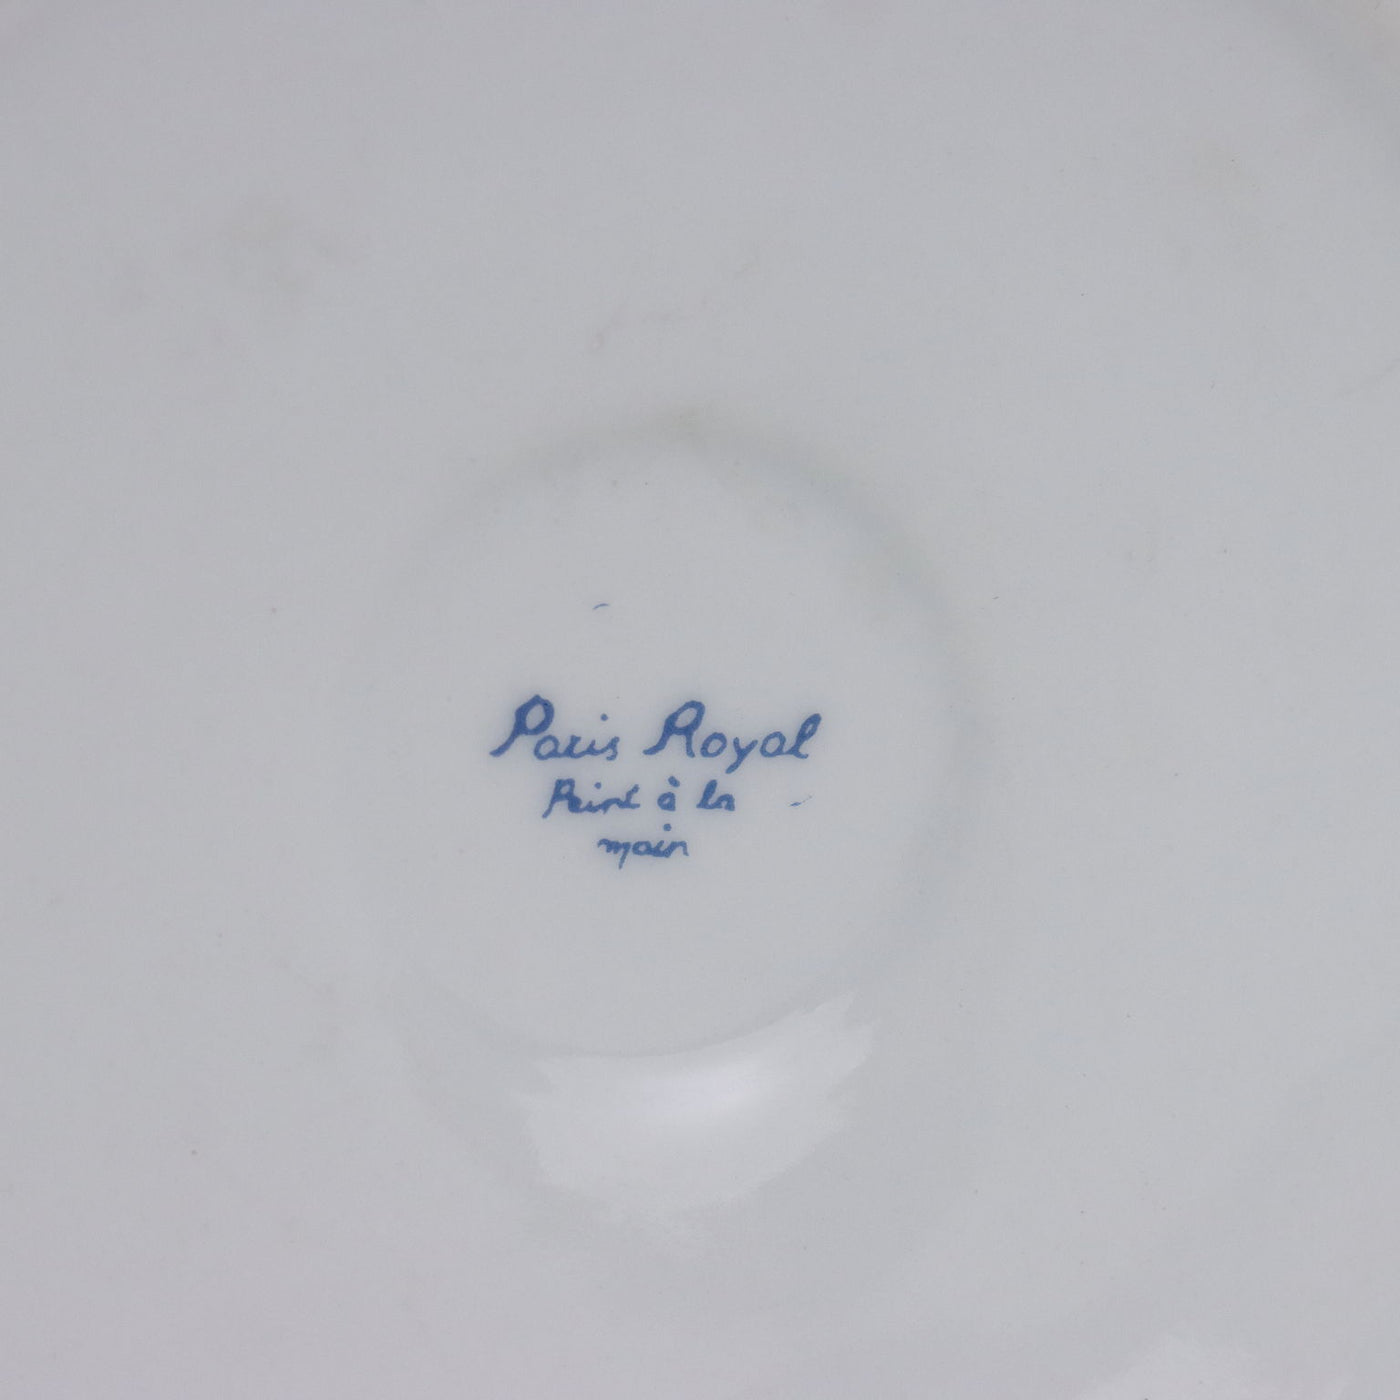 Paris Royal
Peint à la
main